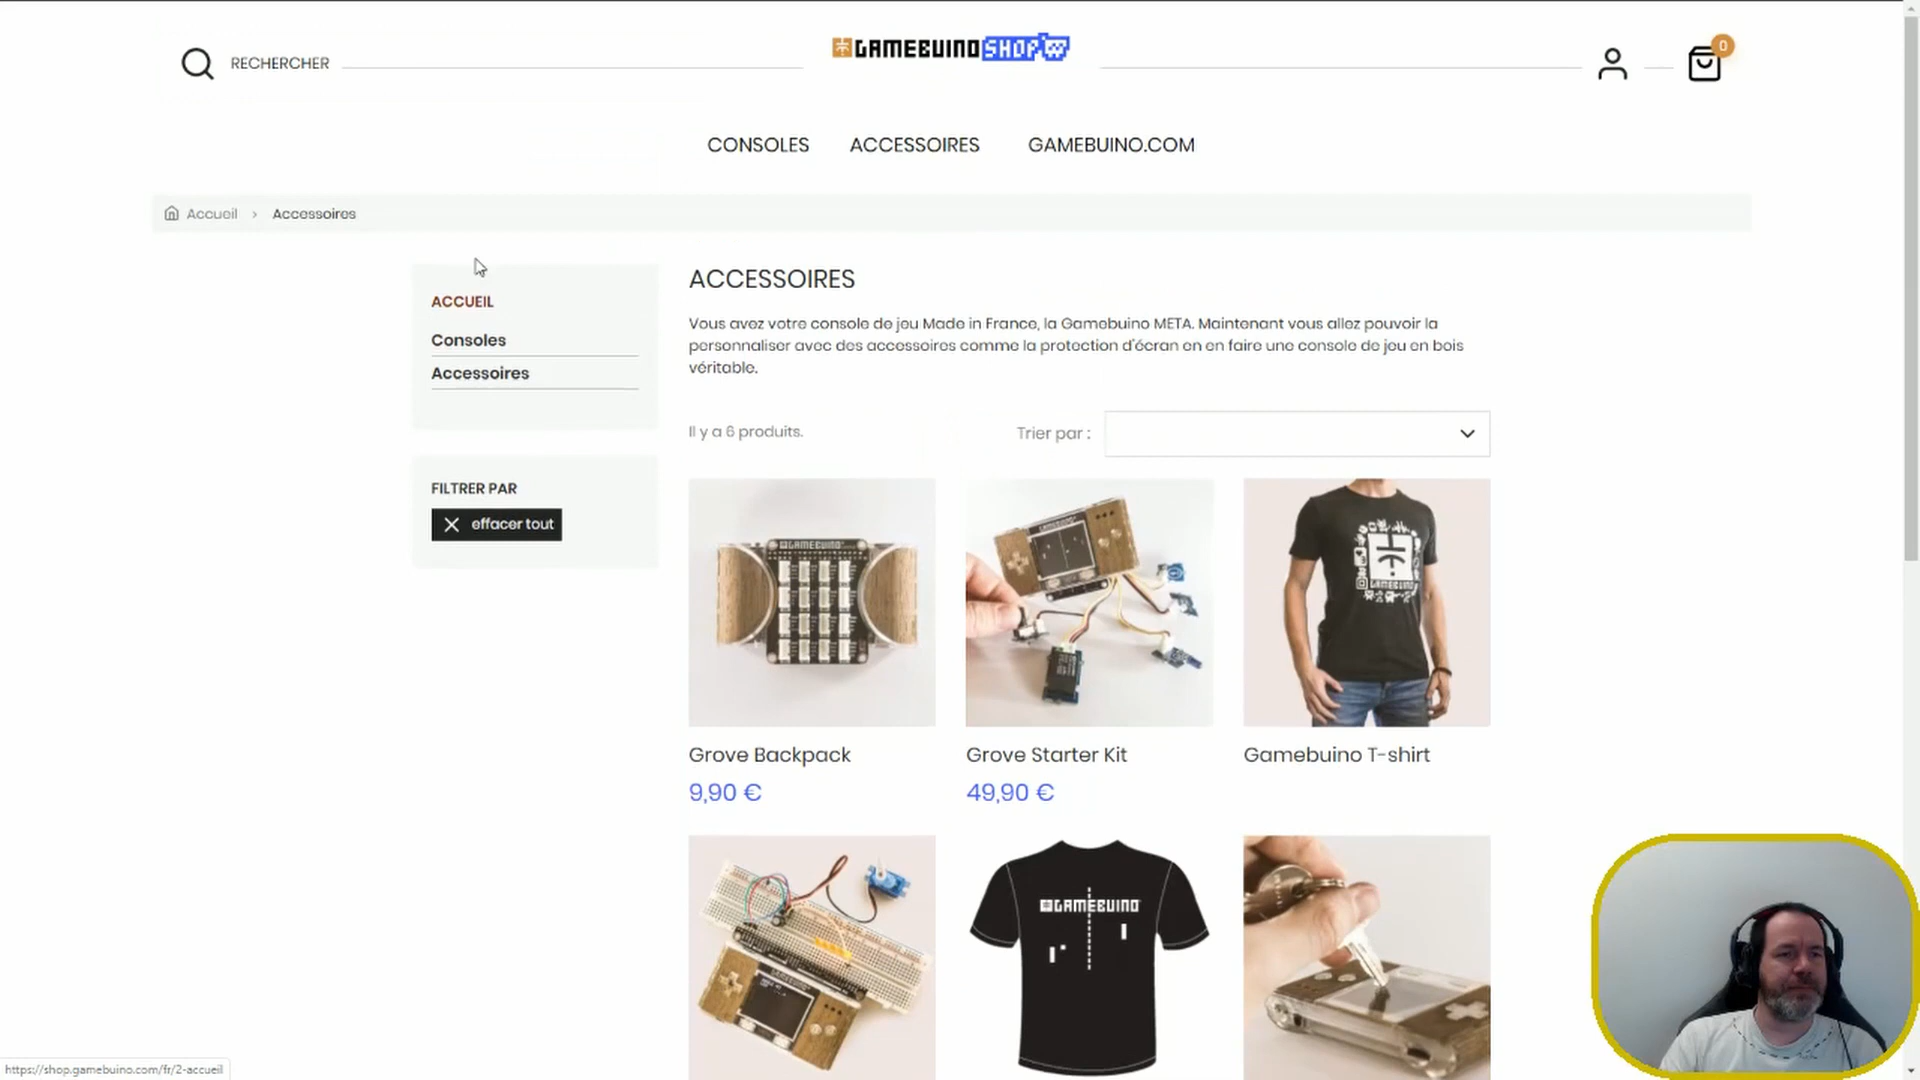 RECHERCHER
GAMEBUINO SHOP
0
CONSOLES ACCESSOIRES GAMEBUINO.COM
Accueil > Accessoires
ACCUEIL
Consoles
Accessoires
FILTRER PAR
effacer tout
ACCESSOIRES
Vous avez votre console de jeu Made in France, la Gamebuino META. Maintenant vous allez pouvoir la
personnaliser avec des accessoires comme la protection d'écran en en faire une console de jeu en bois
véritable.
Il y a 6 produits.
Trier par :
GAMEBUINO
GAMEBUINO
GAMEBUINO
Grove Backpack
9,90 €
Grove Starter Kit
49,90 €
Gamebuino T-shirt
GAMEBUINO
GAMEBUINO
https://shop.gamebuino.com/fr/2-accueil